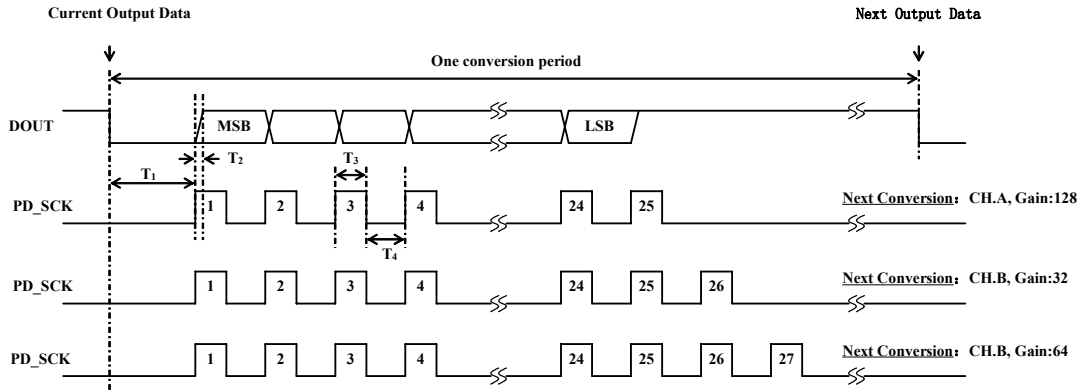 Current Output Data
Next Output Data
One conversion period
DOUT
MSB
LSB
T2
T3
T1
PD_SCK
1
2
3
4
24
25
Next Conversion: CH.A, Gain:128
T4
PD_SCK
1
2
3
4
24
25
26
Next Conversion: CH.B, Gain:32
PD_SCK
1
2
3
4
24
25
26
27
Next Conversion: CH.B, Gain:64